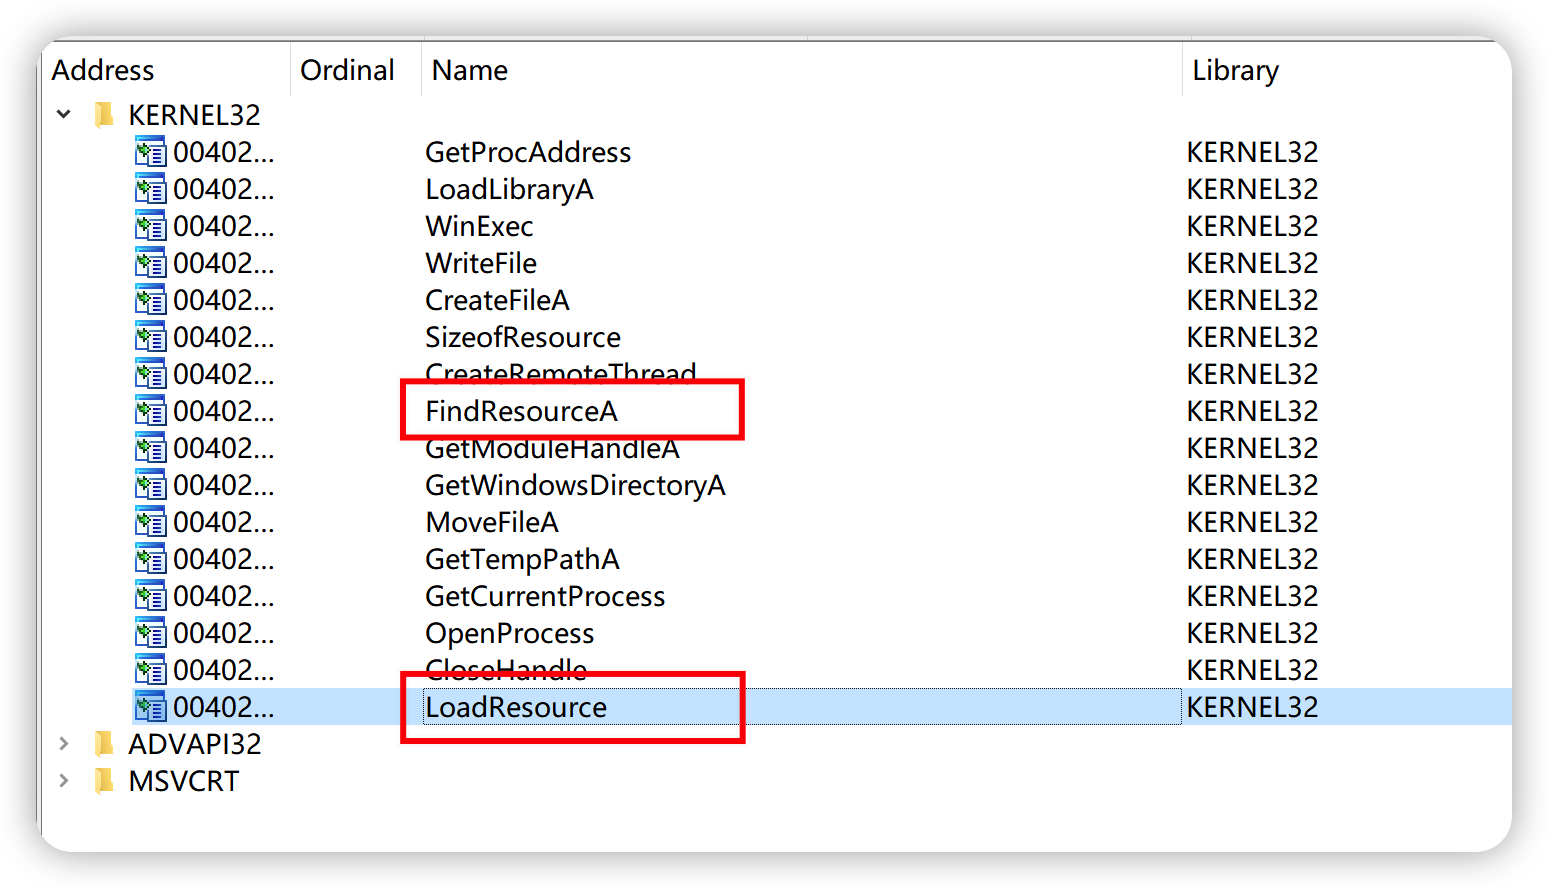 Address Ordinal Name Library
KERNEL32
00402... GetProcAddress KERNEL32
00402... LoadLibraryA KERNEL32
00402... WinExec KERNEL32
00402... WriteFile KERNEL32
00402... CreateFileA KERNEL32
00402... SizeofResource KERNEL32
00402... CreateRemoteThread KERNEL32
00402... FindResourceA KERNEL32
00402... GetModuleHandleA KERNEL32
00402... GetWindowsDirectoryA KERNEL32
00402... MoveFileA KERNEL32
00402... GetTempPathA KERNEL32
00402... GetCurrentProcess KERNEL32
00402... OpenProcess KERNEL32
00402... CloseHandle KERNEL32
00402... LoadResource KERNEL32
ADVAPI32
MSVCRT